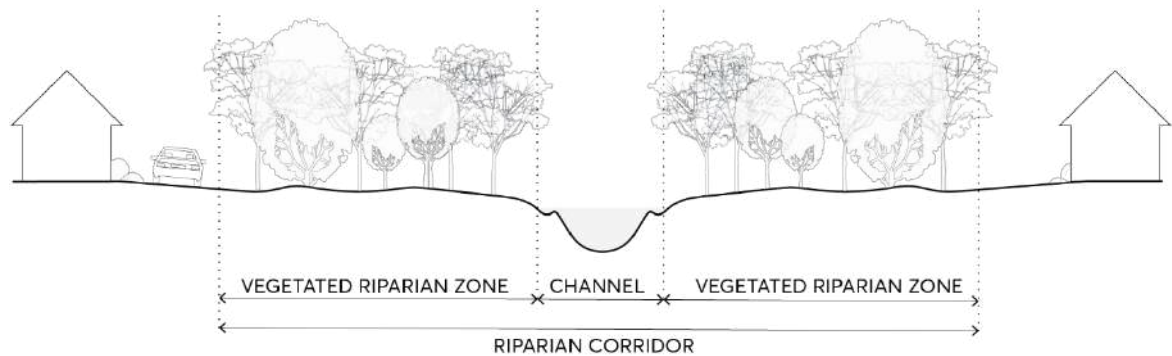 VEGETATED RIPARIAN ZONE CHANNEL VEGETATED RIPARIAN ZONE
RIPARIAN CORRIDOR